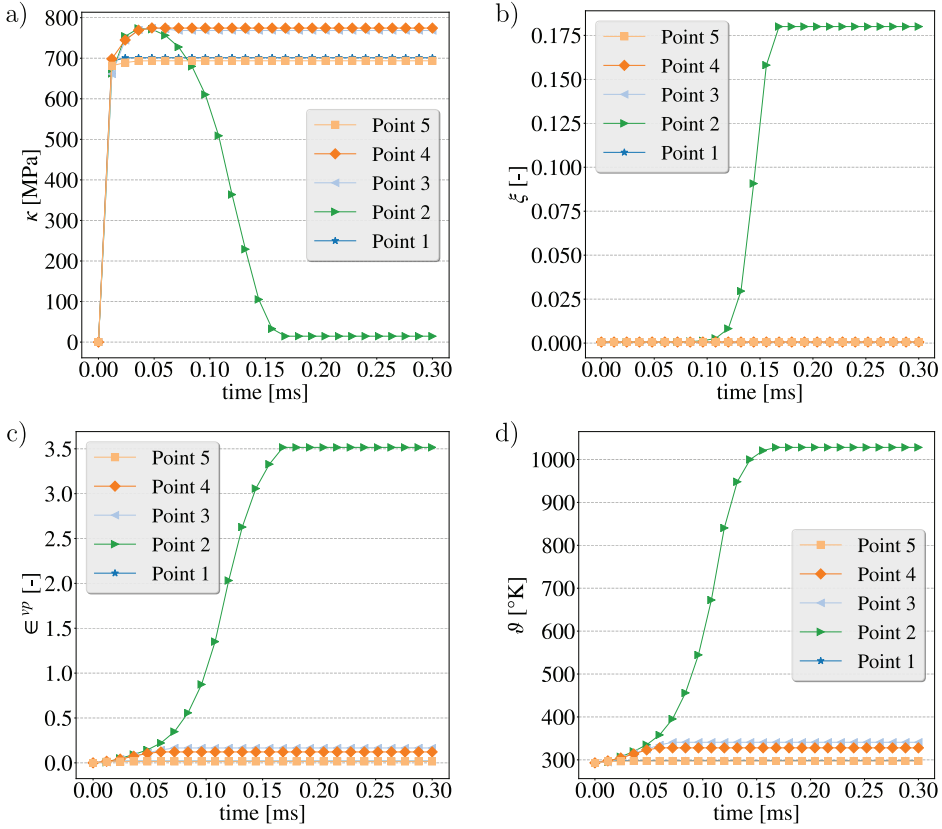 a)
800
700
600
500
400
300
200
100
0
κ [MPa]
Point 5
Point 4
Point 3
Point 2
Point 1
0.00 0.05 0.10 0.15 0.20 0.25 0.30
time [ms]
b)
0.175
0.150
0.125
0.100
0.075
0.050
0.025
0.000
ξ [-]
Point 5
Point 4
Point 3
Point 2
Point 1
0.00 0.05 0.10 0.15 0.20 0.25 0.30
time [ms]
c)
3.5
3.0
2.5
2.0
1.5
1.0
0.5
0.0
∈^vp [-]
Point 5
Point 4
Point 3
Point 2
Point 1
0.00 0.05 0.10 0.15 0.20 0.25 0.30
time [ms]
d)
1000
900
800
700
600
500
400
300
ϑ [°K]
Point 5
Point 4
Point 3
Point 2
Point 1
0.00 0.05 0.10 0.15 0.20 0.25 0.30
time [ms]